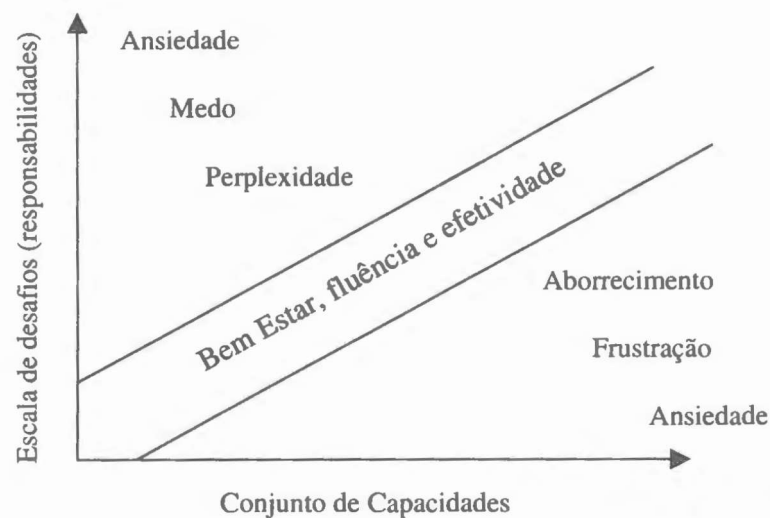 Ansiedade
Medo
Perplexidade
Escala de desafios (responsabilidades)
Bem Estar, fluência e efetividade
Aborrecimento
Frustração
Ansiedade
Conjunto de Capacidades